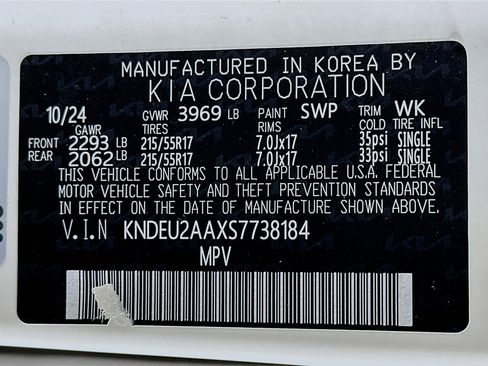 MANUFACTURED IN KOREA BY
KIA CORPORATION
10/24 GVWR 3969 LB PAINT SWP TRIM WK
GAWR TIRES RIMS COLD TIRE INFL
FRONT 2293 LB 215/55R17 7.0Jx17 35psi SINGLE
REAR 2062 LB 215/55R17 7.0Jx17 33psi SINGLE
THIS VEHICLE CONFORMS TO ALL APPLICABLE U.S.A. FEDERAL
MOTOR VEHICLE SAFETY AND THEFT PREVENTION STANDARDS
IN EFFECT ON THE DATE OF MANUFACTURE SHOWN ABOVE.
V.I.N KNDEU2AAXS7738184
MPV